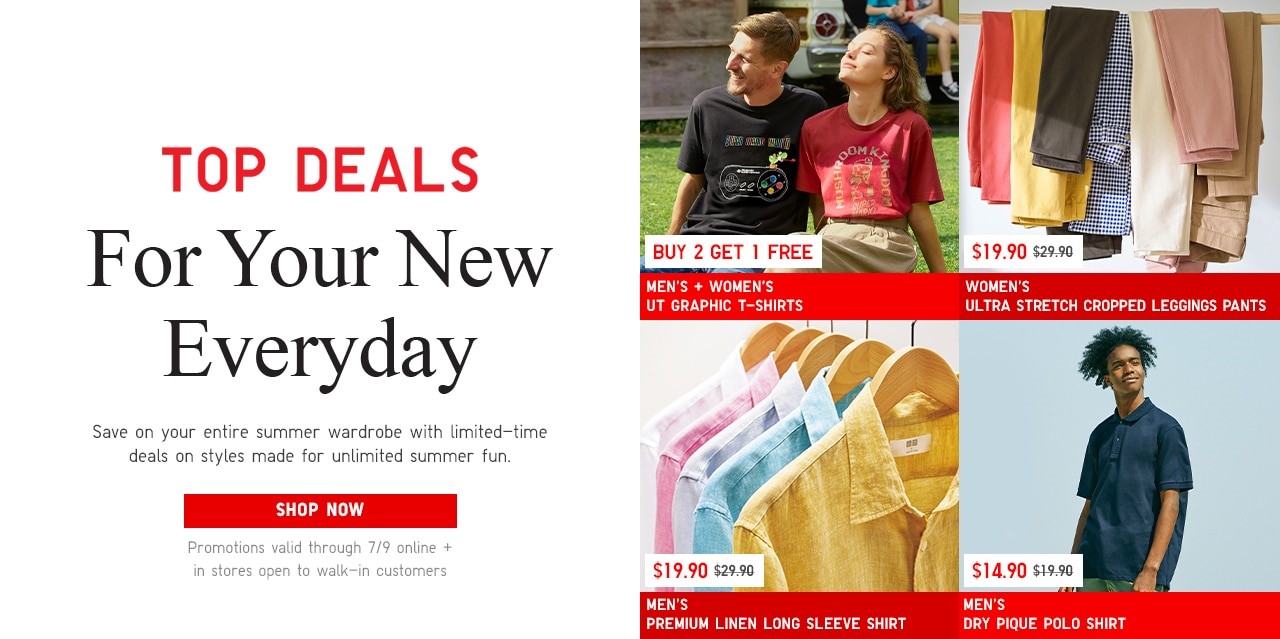 TOP DEALS
For Your New
Everyday
Save on your entire summer wardrobe with limited-time
deals on styles made for unlimited summer fun.
SHOP NOW
Promotions valid through 7/9 online +
in stores open to walk-in customers
MUSHROOM KINGDOM
SUPER
MARIO
BUY 2 GET 1 FREE
MEN'S + WOMEN'S
UT GRAPHIC T-SHIRTS
$19.90 $29.90
WOMEN'S
ULTRA STRETCH CROPPED LEGGINGS PANTS
$19.90 $29.90
MEN'S
PREMIUM LINEN LONG SLEEVE SHIRT
$14.90 $19.90
MEN'S
DRY PIQUE POLO SHIRT